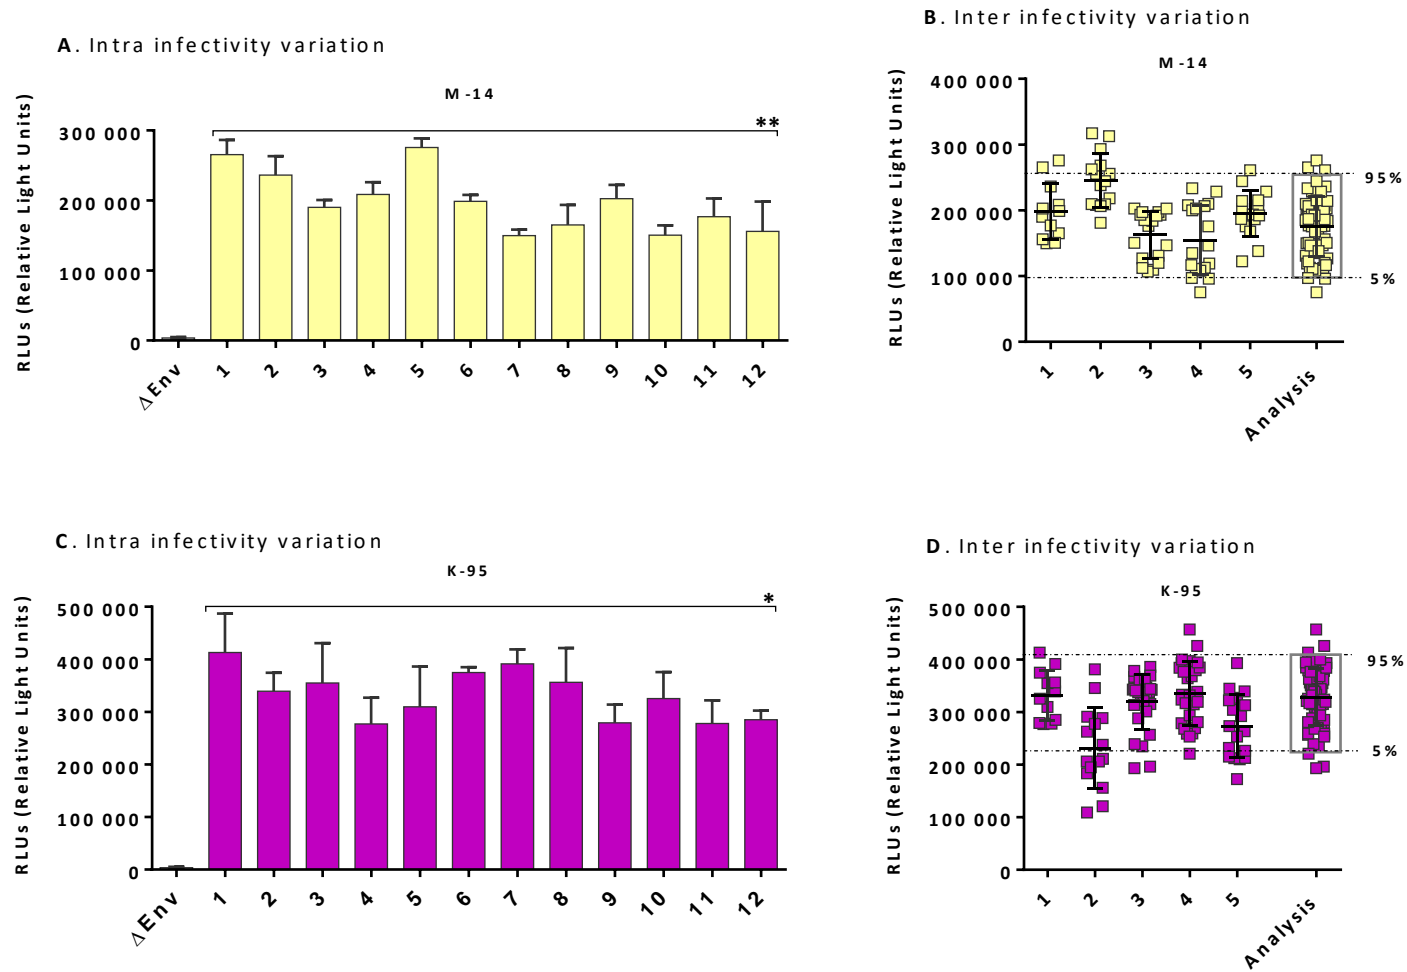 A. Intra infectivity variation
M-14
RLUs (Relative Light Units)
300 000
200 000
100 000
0
**
ΔEnv 1 2 3 4 5 6 7 8 9 10 11 12
B. Inter infectivity variation
M-14
RLUs (Relative Light Units)
400 000
300 000
200 000
100 000
0
95%
5%
1 2 3 4 5 Analysis
C. Intra infectivity variation
K-95
RLUs (Relative Light Units)
500 000
400 000
300 000
200 000
100 000
0
*
ΔEnv 1 2 3 4 5 6 7 8 9 10 11 12
D. Inter infectivity variation
K-95
RLUs (Relative Light Units)
500 000
400 000
300 000
200 000
100 000
0
95%
5%
1 2 3 4 5 Analysis